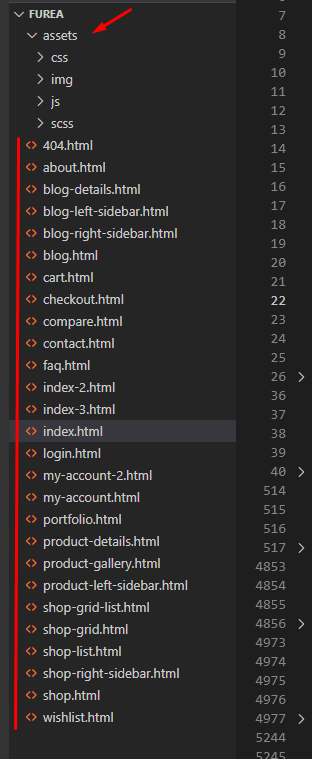 FUREA
assets
css
img
js
scss
404.html
about.html
blog-details.html
blog-left-sidebar.html
blog-right-sidebar.html
blog.html
cart.html
checkout.html
compare.html
contact.html
faq.html
index-2.html
index-3.html
index.html
login.html
my-account-2.html
my-account.html
portfolio.html
product-details.html
product-gallery.html
product-left-sidebar.html
shop-grid-list.html
shop-grid.html
shop-list.html
shop-right-sidebar.html
shop.html
wishlist.html
7
8
9
10
11
12
13
14
15
16
17
18
19
20
21
22
23
24
25
26
36
37
38
39
40
514
515
516
517
4853
4854
4855
4856
4973
4974
4975
4976
4977
5244
5245